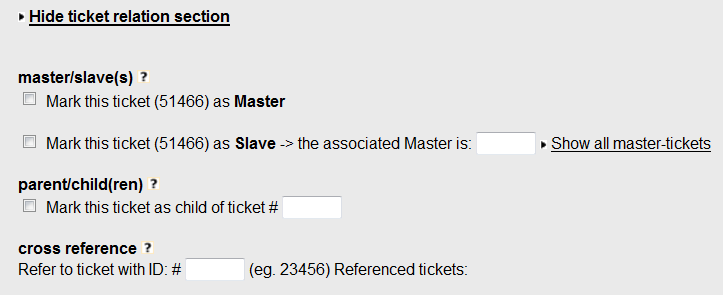 Hide ticket relation section
master/slave(s) ?
Mark this ticket (51466) as Master
Mark this ticket (51466) as Slave -> the associated Master is: Show all master-tickets
parent/child(ren) ?
Mark this ticket as child of ticket #
cross reference ?
Refer to ticket with ID: # (eg. 23456) Referenced tickets: